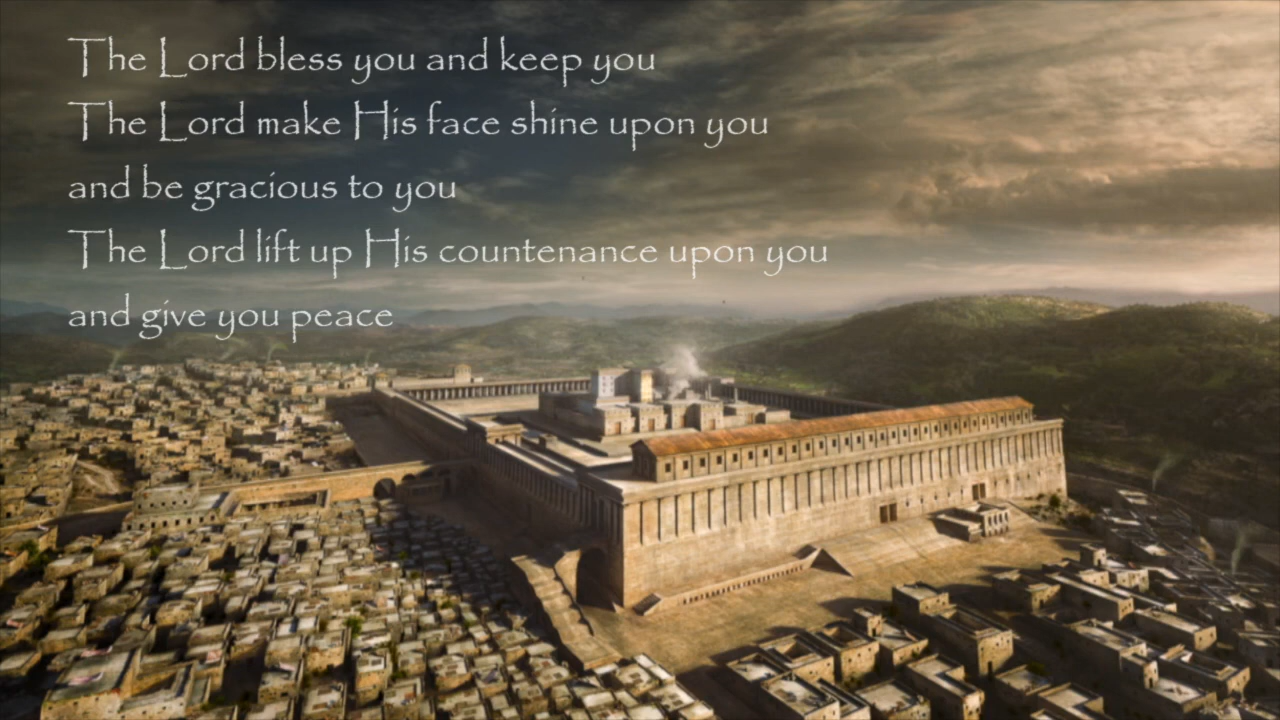 The Lord bless you and keep you
The Lord make His face shine upon you
and be gracious to you
The Lord lift up His countenance upon you
and give you peace